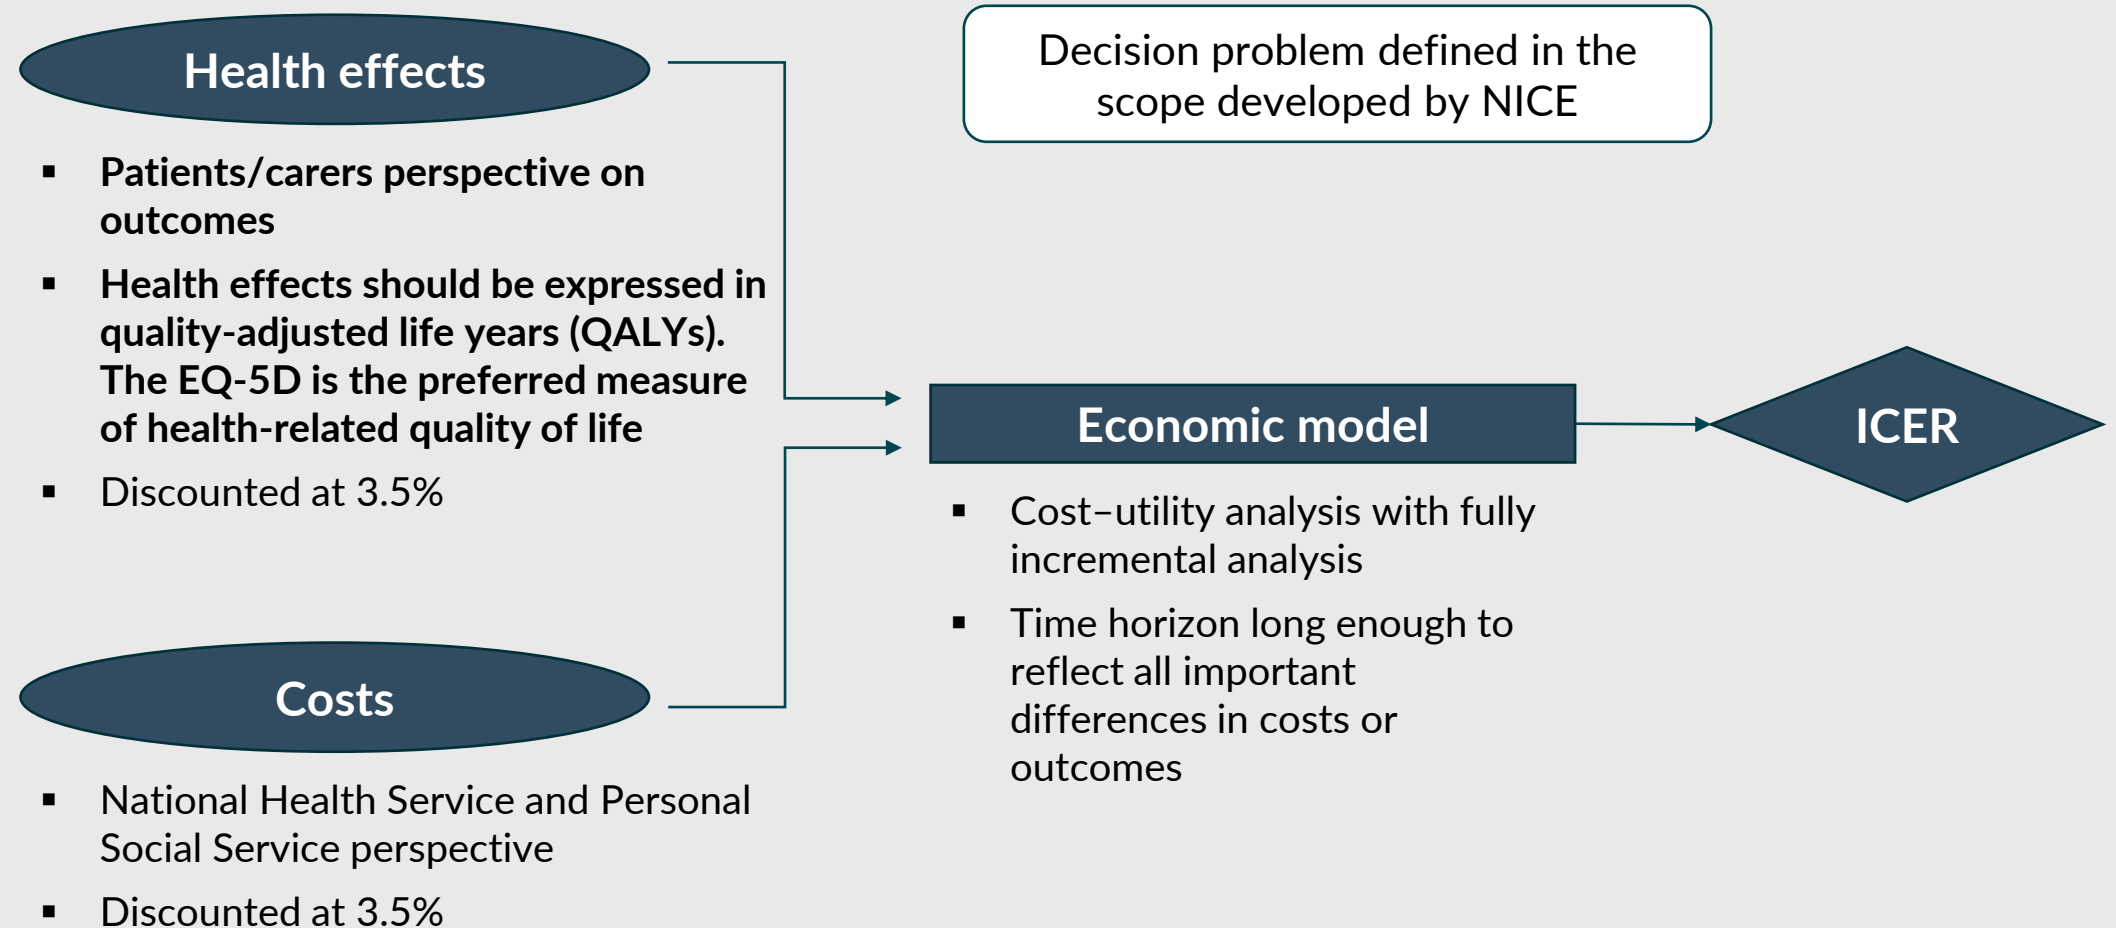 Health effects
▪ Patients/carers perspective on
outcomes
▪ Health effects should be expressed in
quality-adjusted life years (QALYs).
The EQ-5D is the preferred measure
of health-related quality of life
▪ Discounted at 3.5%
Costs
▪ National Health Service and Personal
Social Service perspective
▪ Discounted at 3.5%
Decision problem defined in the
scope developed by NICE
Economic model
▪ Cost–utility analysis with fully
incremental analysis
▪ Time horizon long enough to
reflect all important
differences in costs or
outcomes
ICER